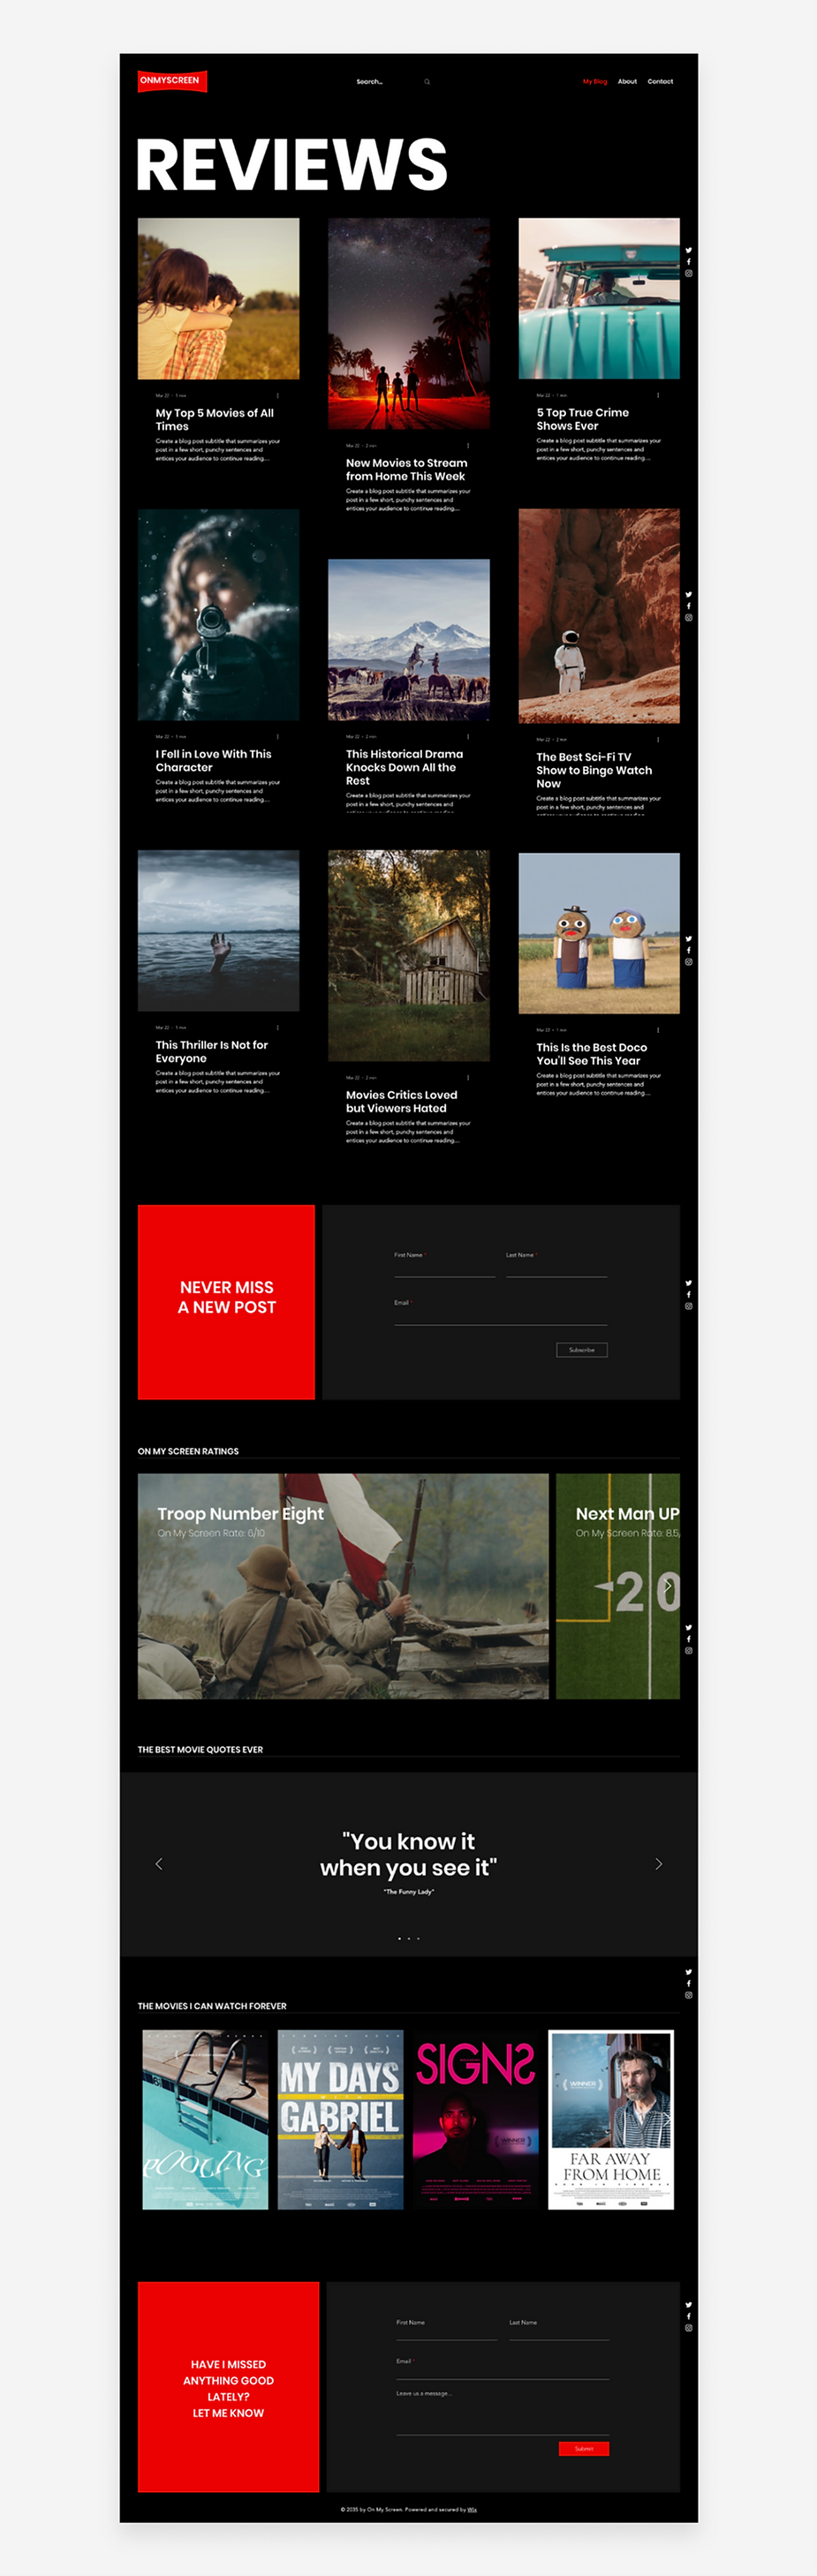 ONMYSCREEN
Search...
My Blog About Contact
REVIEWS
Mar 22 • 1 min
My Top 5 Movies of All
Times
Create a blog post subtitle that summarizes your
post in a few short, punchy sentences and
entices your audience to continue reading....
Mar 22 • 2 min
New Movies to Stream
from Home This Week
Create a blog post subtitle that summarizes your
post in a few short, punchy sentences and
entices your audience to continue reading....
Mar 22 • 1 min
5 Top True Crime
Shows Ever
Create a blog post subtitle that summarizes your
post in a few short, punchy sentences and
entices your audience to continue reading....
Mar 22 • 1 min
I Fell in Love With This
Character
Create a blog post subtitle that summarizes your
post in a few short, punchy sentences and
entices your audience to continue reading....
Mar 22 • 2 min
This Historical Drama
Knocks Down All the
Rest
Create a blog post subtitle that summarizes your
post in a few short, punchy sentences and
Mar 22 • 2 min
The Best Sci-Fi TV
Show to Binge Watch
Now
Create a blog post subtitle that summarizes your
post in a few short, punchy sentences and
Mar 22 • 1 min
This Thriller Is Not for
Everyone
Create a blog post subtitle that summarizes your
post in a few short, punchy sentences and
entices your audience to continue reading....
Mar 22 • 2 min
Movies Critics Loved
but Viewers Hated
Create a blog post subtitle that summarizes your
post in a few short, punchy sentences and
entices your audience to continue reading....
Mar 22 • 1 min
This Is the Best Doco
You'll See This Year
Create a blog post subtitle that summarizes your
post in a few short, punchy sentences and
entices your audience to continue reading....
NEVER MISS
A NEW POST
First Name *
Last Name *
Email *
Subscribe
ON MY SCREEN RATINGS
Troop Number Eight
On My Screen Rate: 6/10
Next Man UP
On My Screen Rate: 8.5/
20
THE BEST MOVIE QUOTES EVER
"You know it
when you see it"
"The Funny Lady"
THE MOVIES I CAN WATCH FOREVER
POOLING
MY DAYS
WITH
GABRIEL
SIGNS
WINNER
WINNER
FAR AWAY
FROM HOME
HAVE I MISSED
ANYTHING GOOD
LATELY?
LET ME KNOW
First Name
Last Name
Email *
Leave us a message...
Submit
© 2035 by On My Screen. Powered and secured by Wix